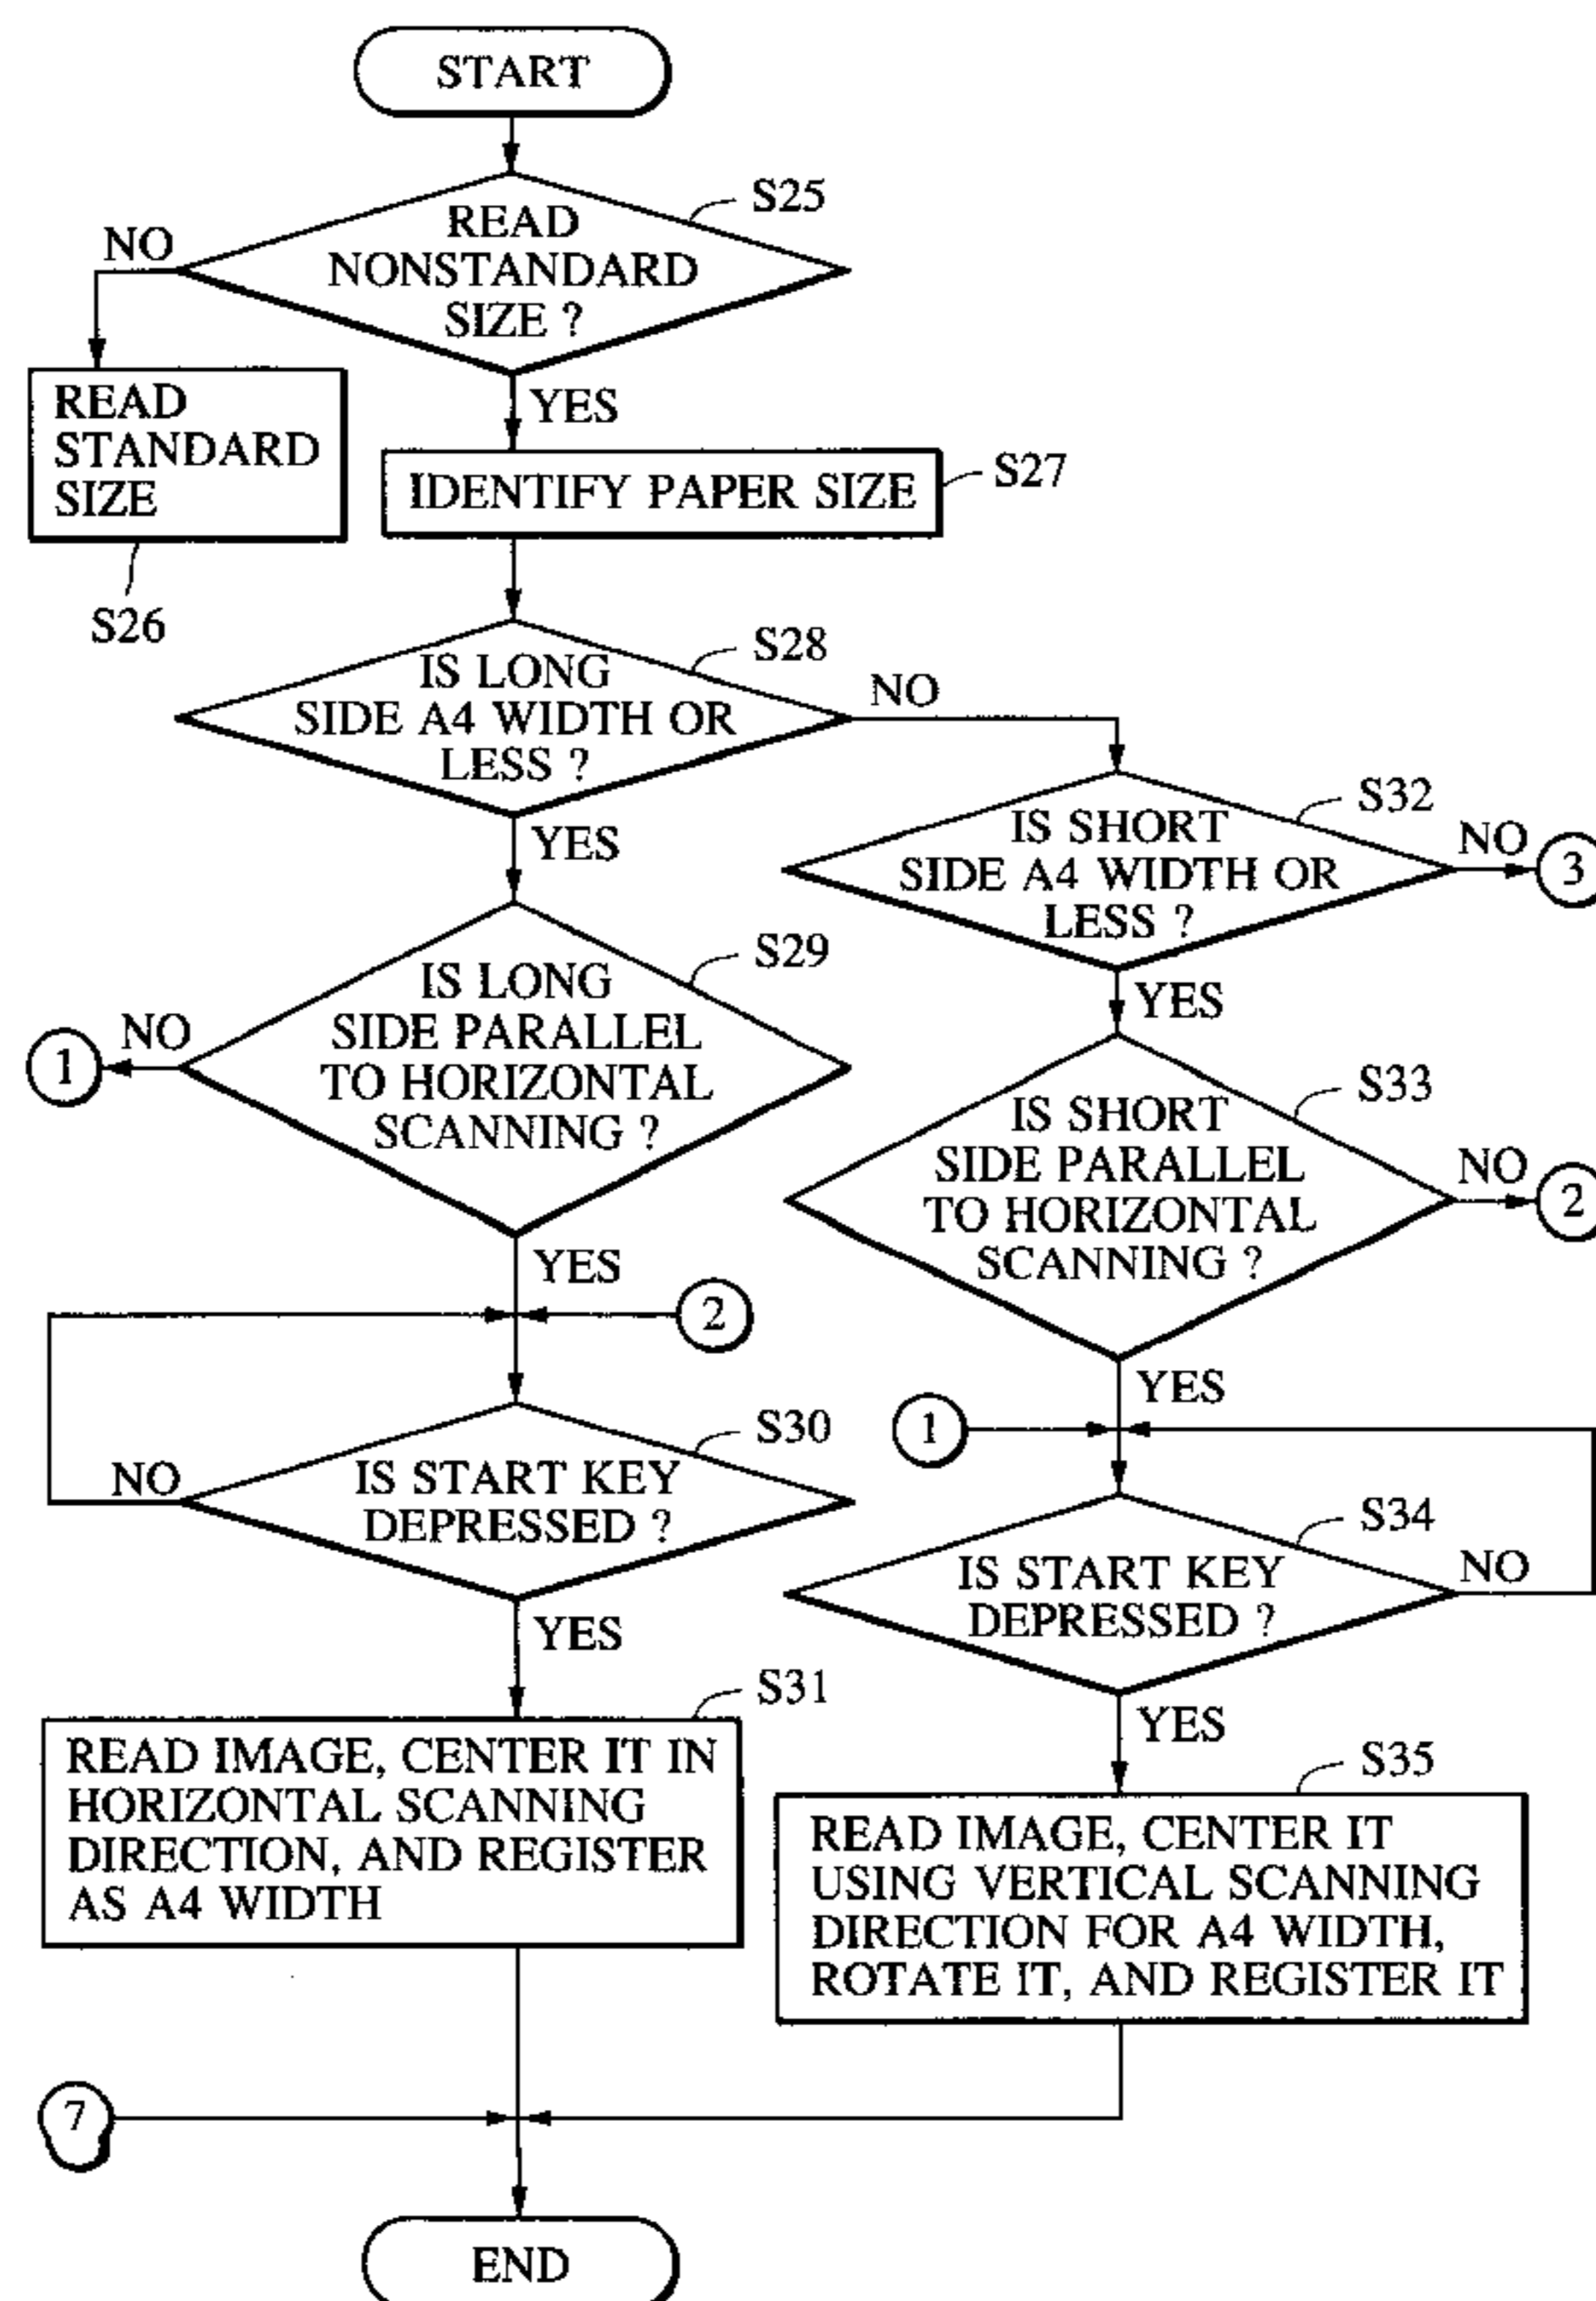 START
S25
READ
NONSTANDARD
SIZE ?
NO
YES
READ
STANDARD
SIZE
S26
IDENTIFY PAPER SIZE
S27
S28
IS LONG
SIDE A4 WIDTH OR
LESS ?
NO
YES
S32
IS SHORT
SIDE A4 WIDTH OR
LESS ?
NO
3
YES
S29
IS LONG
SIDE PARALLEL
TO HORIZONTAL
SCANNING ?
NO
1
YES
S33
IS SHORT
SIDE PARALLEL
TO HORIZONTAL
SCANNING ?
NO
2
YES
2
1
S30
IS START KEY
DEPRESSED ?
NO
YES
S34
IS START KEY
DEPRESSED ?
NO
YES
S31
READ IMAGE, CENTER IT IN
HORIZONTAL SCANNING
DIRECTION, AND REGISTER
AS A4 WIDTH
S35
READ IMAGE, CENTER IT
USING VERTICAL SCANNING
DIRECTION FOR A4 WIDTH,
ROTATE IT, AND REGISTER IT
7
END